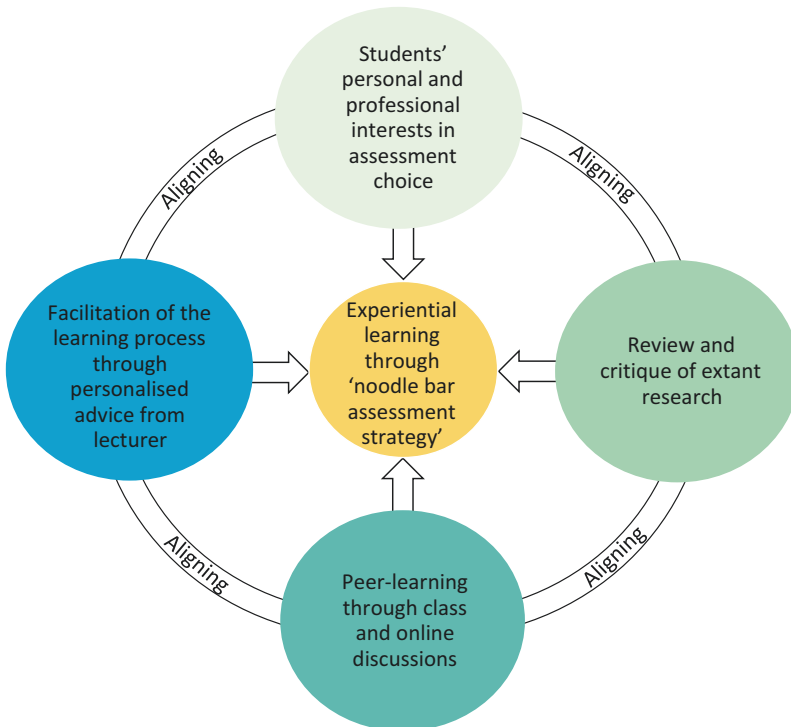 Students’
personal and
professional
interests in
assessment
choice
Aligning
Aligning
Facilitation of the
learning process
through
personalised
advice from
lecturer
Experiential
learning
through
‘noodle bar
assessment
strategy’
Review and
critique of extant
research
Aligning
Aligning
Peer-learning
through class
and online
discussions